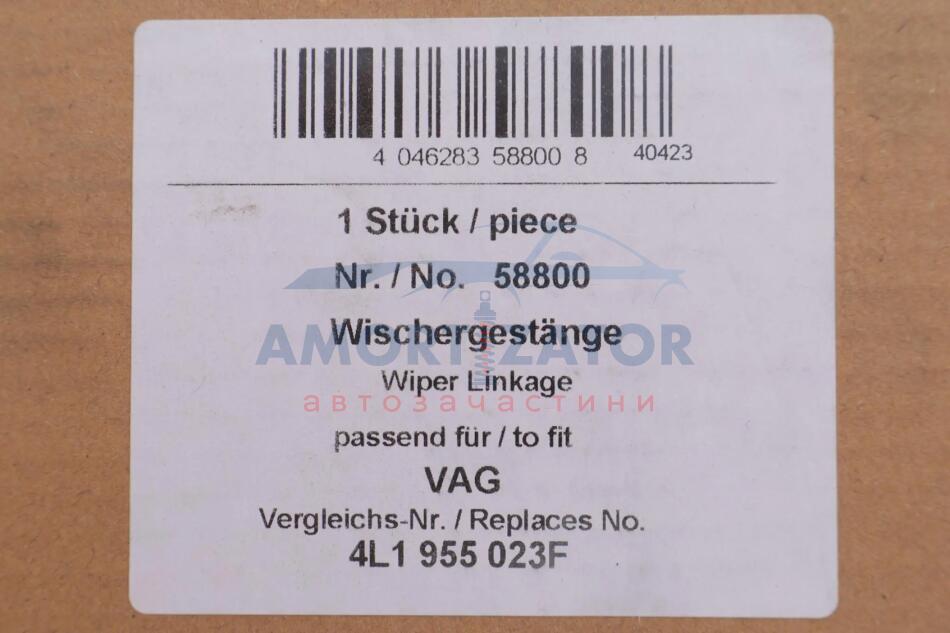 4 046283 58800 8 40423
1 Stück / piece
Nr. / No. 58800
Wischergestänge
AMORTIZATOR
Wiper Linkage
автозачастини
passend für / to fit
VAG
Vergleichs-Nr. / Replaces No.
4L1 955 023F